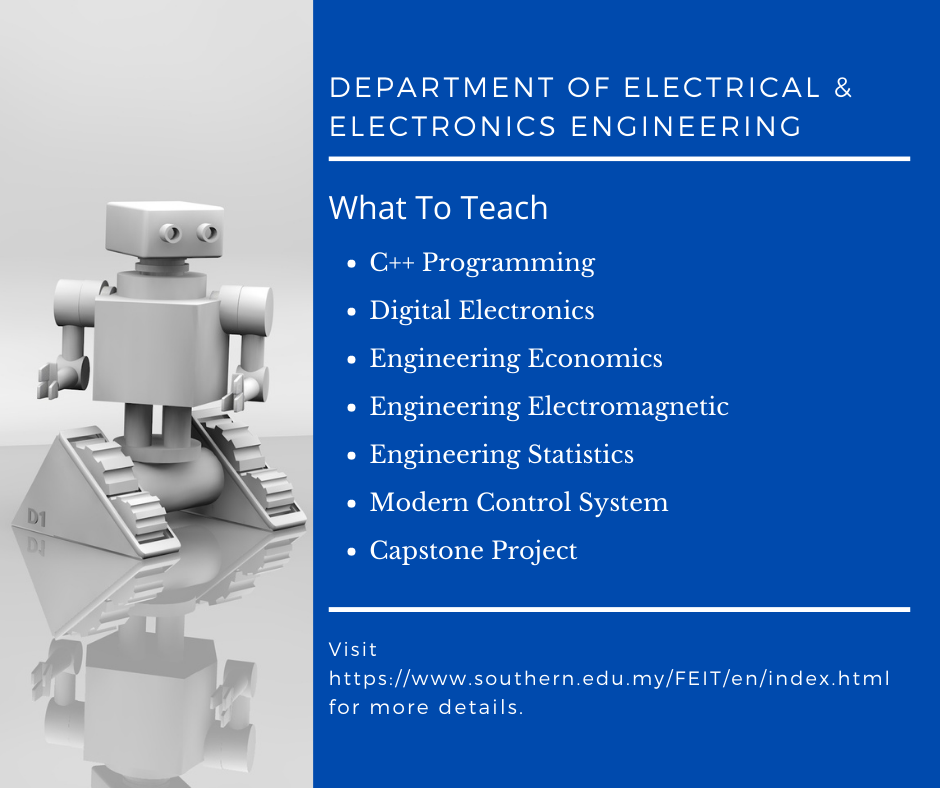 DEPARTMENT OF ELECTRICAL &
ELECTRONICS ENGINEERING
What To Teach
• C++ Programming
• Digital Electronics
• Engineering Economics
• Engineering Electromagnetic
• Engineering Statistics
• Modern Control System
• Capstone Project
D1
Visit
https://www.southern.edu.my/FEIT/en/index.html
for more details.